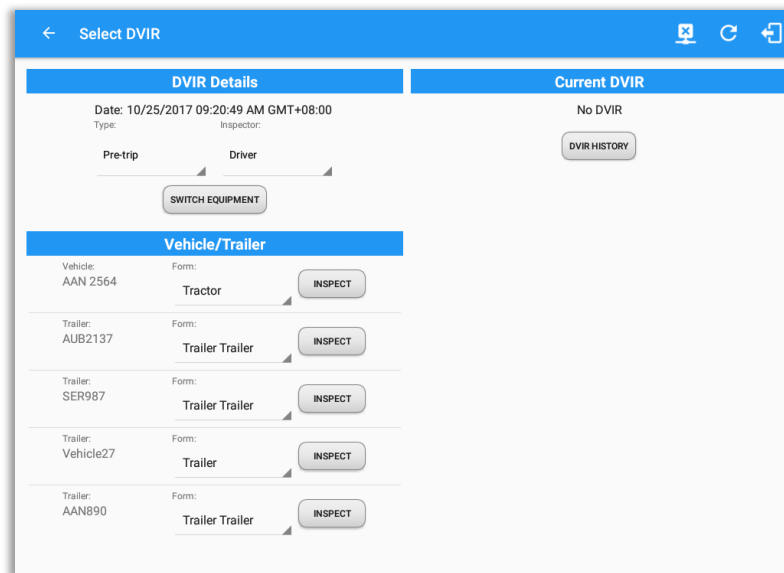 Select DVIR
DVIR Details
Date: 10/25/2017 09:20:49 AM GMT+08:00
Type: Inspector:
Pre-trip Driver
SWITCH EQUIPMENT
Vehicle/Trailer
Vehicle: Form:
AAN 2564 Tractor INSPECT
Trailer: Form:
AUB2137 Trailer Trailer INSPECT
Trailer: Form:
SER987 Trailer Trailer INSPECT
Trailer: Form:
Vehicle27 Trailer INSPECT
Trailer: Form:
AAN890 Trailer Trailer INSPECT
Current DVIR
No DVIR
DVIR HISTORY